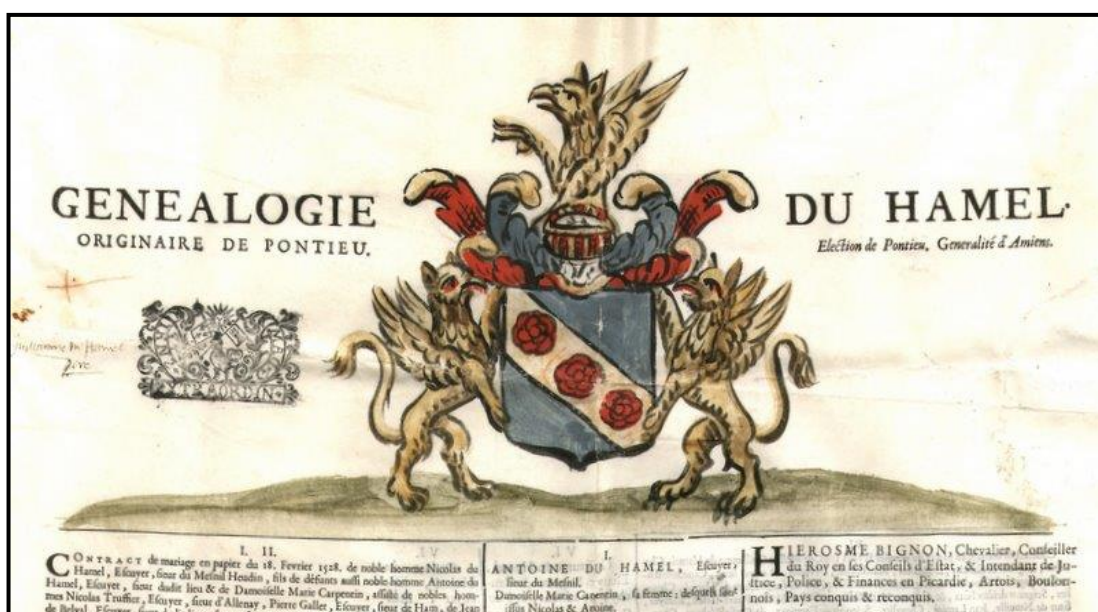 GENEALOGIE
ORIGINAIRE DE PONTIEU.
DU HAMEL.
Election de Pontieu, Generalité d'Amiens.
I. II.
CONTRACT de mariage en papier du 18. Fevrier 1528. de noble homme Nicolas du
Hamel, Escuyer, sieur du Mesnil Heudin, fils de défunts aussi noble homme Antoine du
Hamel, Escuyer, sieur dudit lieu & de Damoiselle Marie Carpentin, assisté de nobles hom-
mes Nicolas Truffier, Escuyer, sieur d'Allenay, Pierre Gallet, Escuyer, sieur de Ham, de Jean
de Belval, Escuyer,
I.
ANTOINE DU HAMEL, Escuyer,
sieur du Mesnil.
Damoiselle Marie sa femme; desquels sont
issus Nicolas & Antoine.
HIEROSME BIGNON, Chevalier, Conseiller
du Roy en ses Conseils d'Estat, & Intendant de Ju-
stice, Police, & Finances en Picardie, Artois, Boulon-
nois, Pays conquis & reconquis,